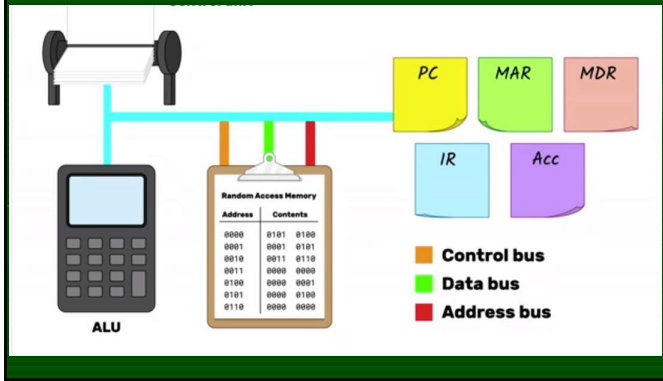 PC
MAR
MDR
IR
Acc
Random Access Memory
Address Contents
0000 0101 0100
0001 0001 0101
0010 0011 0110
0011 0000 0000
0100 0000 0001
0101 0000 0100
0110 0000 0000
ALU
Control bus
Data bus
Address bus